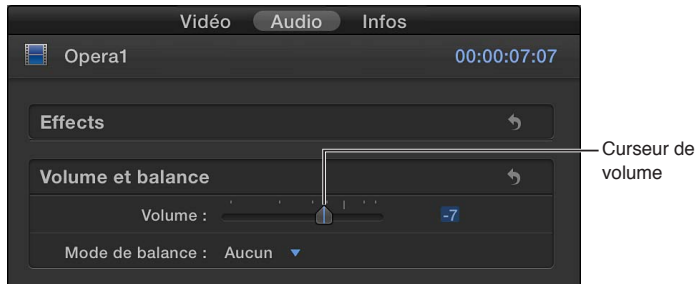 Vidéo Audio Infos
Opera1 00:00:07:07
Effects
Curseur de
volume
Volume et balance
Volume : -7
Mode de balance : Aucun